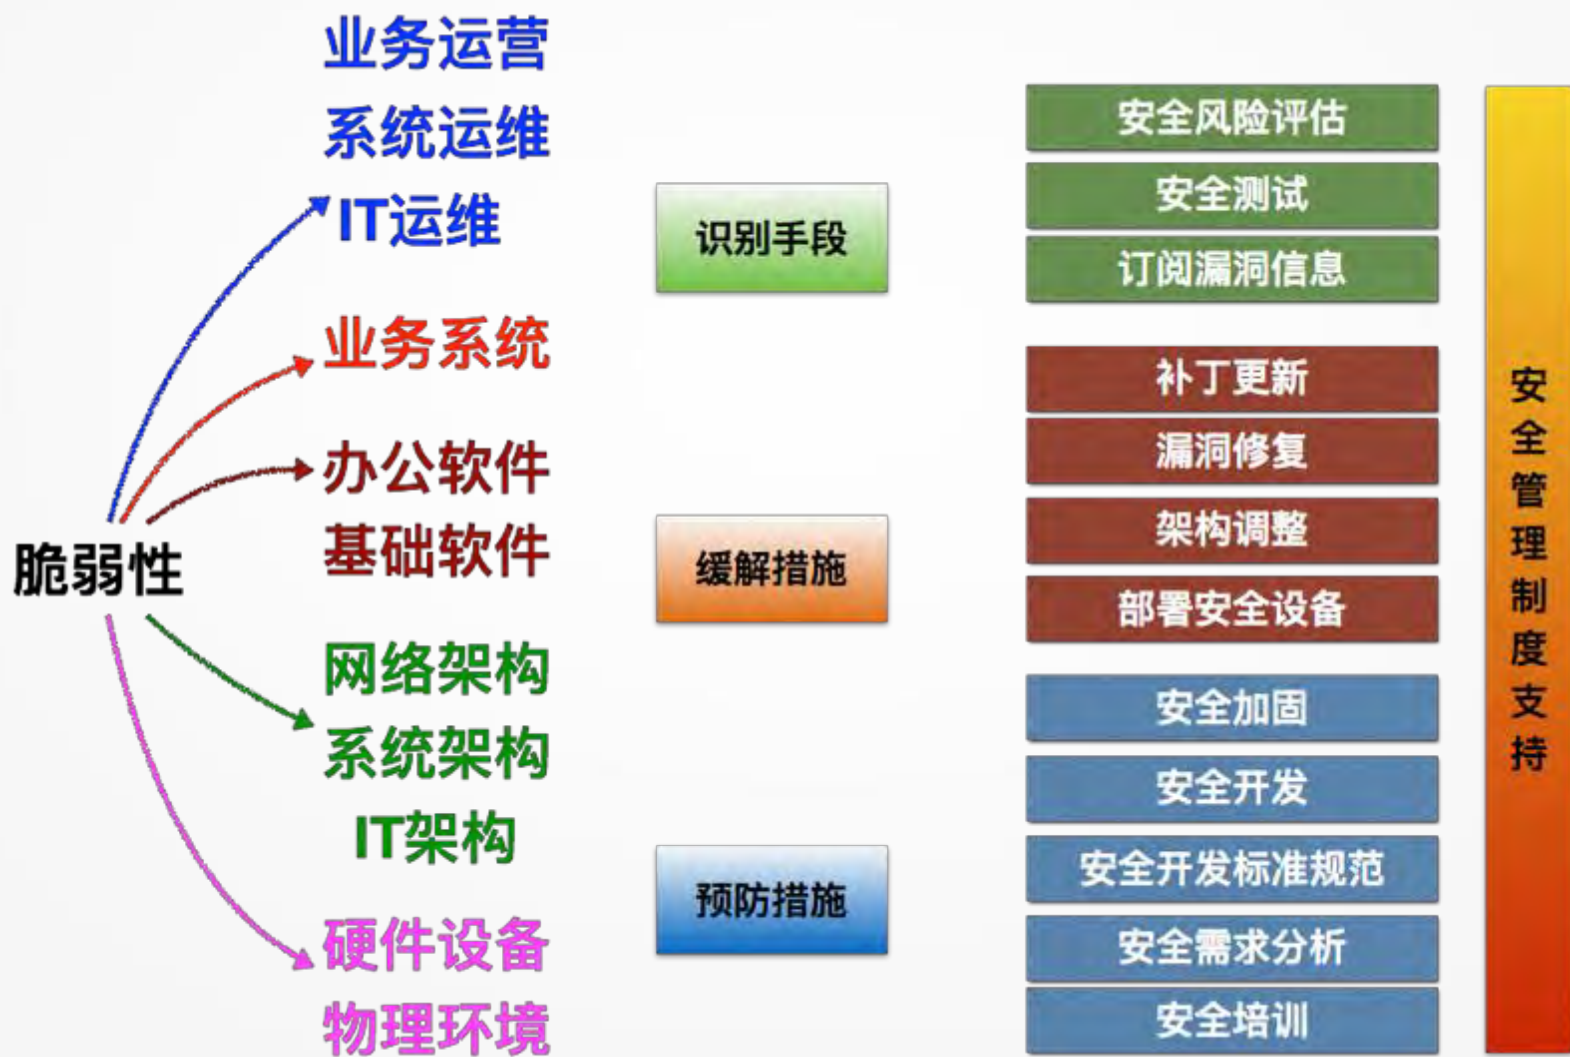 脆弱性
业务运营
系统运维
IT运维
业务系统
办公软件
基础软件
网络架构
系统架构
IT架构
硬件设备
物理环境
识别手段
缓解措施
预防措施
安全风险评估
安全测试
订阅漏洞信息
补丁更新
漏洞修复
架构调整
部署安全设备
安全加固
安全开发
安全开发标准规范
安全需求分析
安全培训
安全管理制度支持